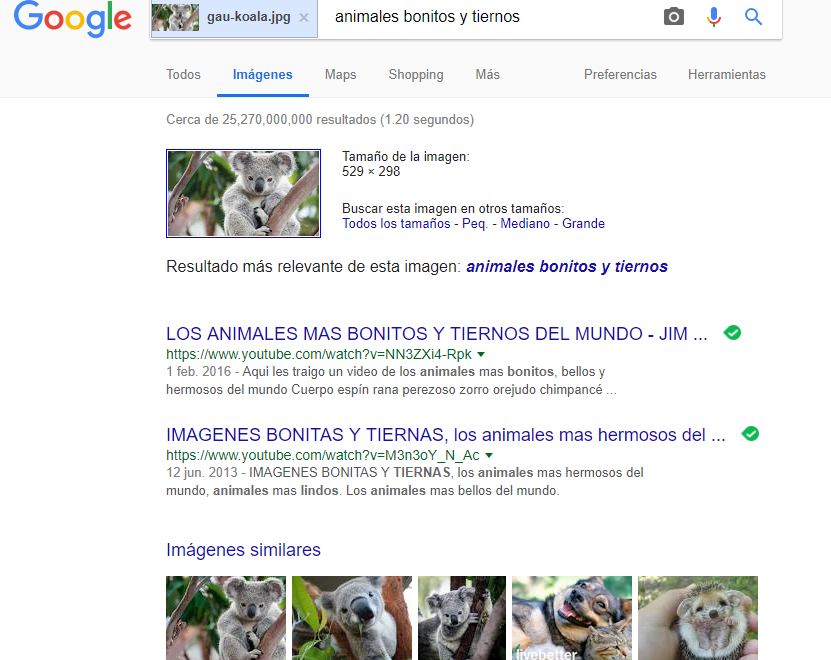 Google
gau-koala.jpg × animales bonitos y tiernos
Todos Imágenes Maps Shopping Más Preferencias Herramientas
Cerca de 25,270,000,000 resultados (1.20 segundos)
Tamaño de la imagen:
529 × 298
Buscar esta imagen en otros tamaños:
Todos los tamaños - Peq. - Mediano - Grande
Resultado más relevante de esta imagen: animales bonitos y tiernos
LOS ANIMALES MAS BONITOS Y TIERNOS DEL MUNDO - JIM ...
https://www.youtube.com/watch?v=NN3ZXi4-Rpk
1 feb. 2016 - Aqui les traigo un video de los animales mas bonitos, bellos y
hermosos del mundo Cuerpo espín rana perezoso zorro orejudo chimpancé ...
IMAGENES BONITAS Y TIERNAS, los animales mas hermosos del ...
https://www.youtube.com/watch?v=M3n3oY_N_Ac
12 jun. 2013 - IMAGENES BONITAS Y TIERNAS, los animales mas hermosos del
mundo, animales mas lindos. Los animales mas bellos del mundo.
Imágenes similares
livebetter